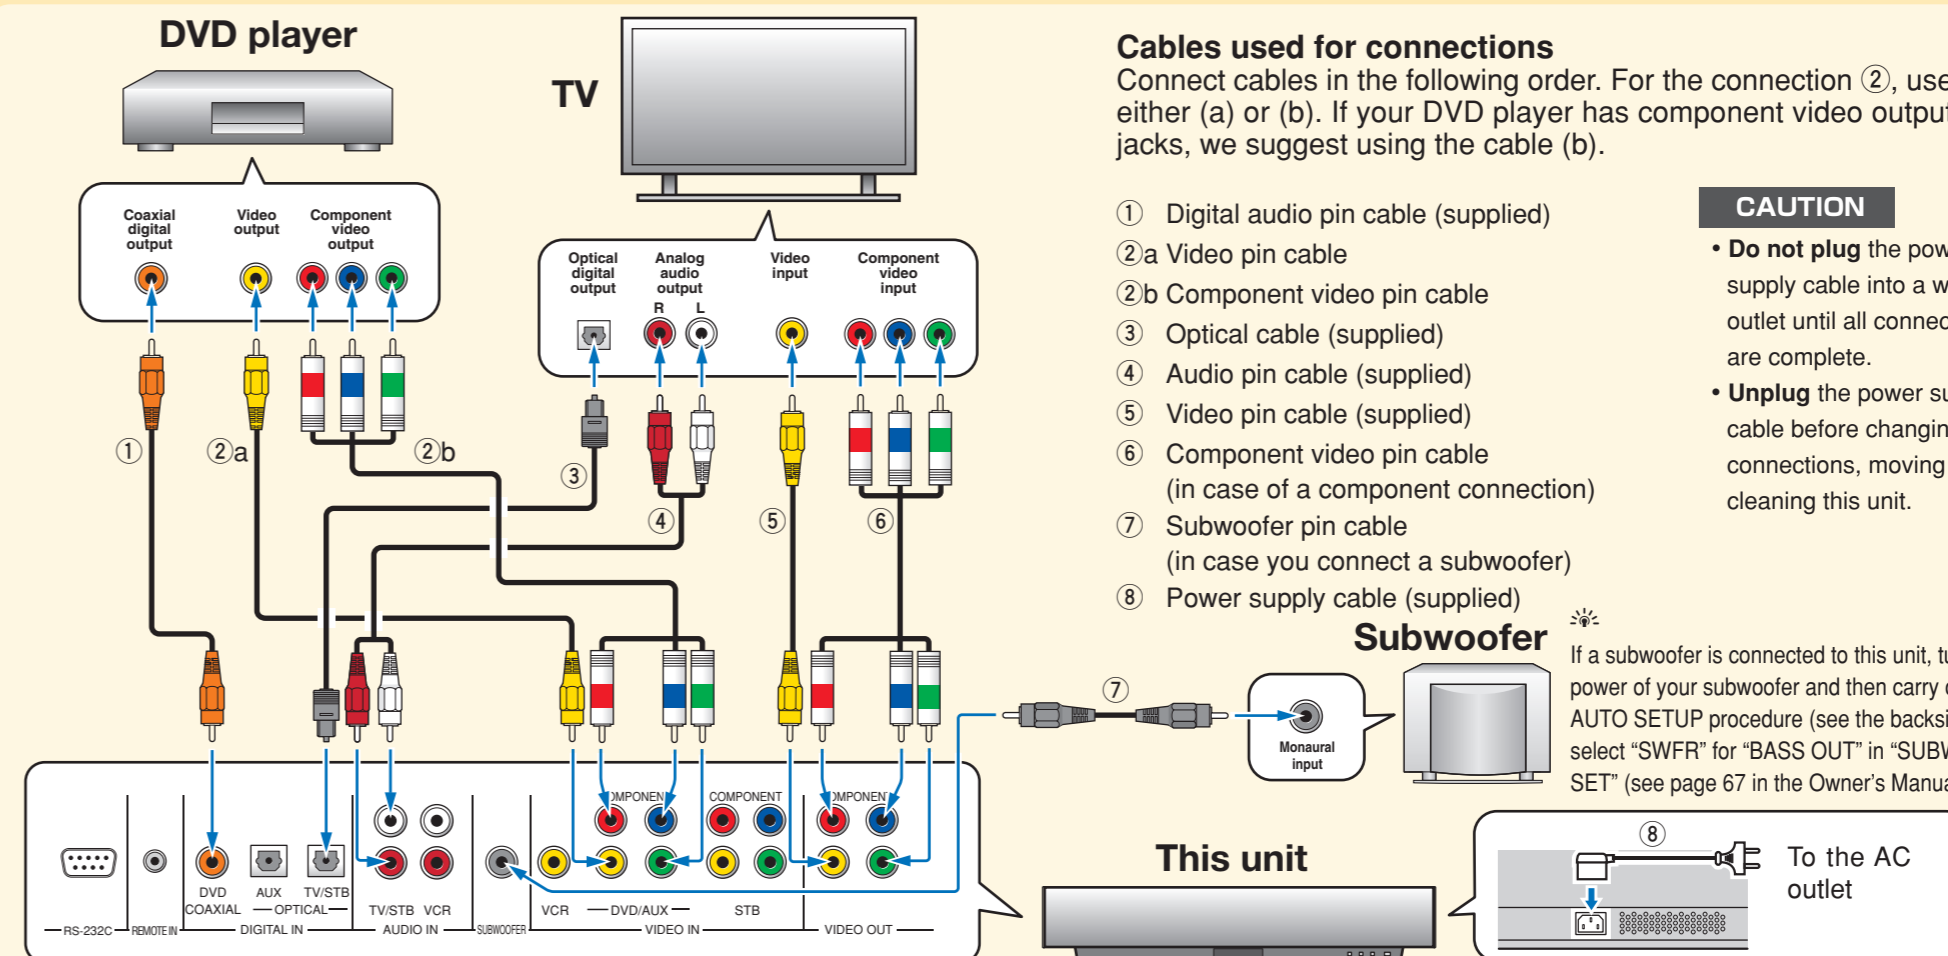 DVD player
TV
Coaxial
digital
output
Video
output
Component
video
output
Optical
digital
output
Analog
audio
output
R L
Video
input
Component
video
input
①
②a
②b
③
④
⑤
⑥
Cables used for connections
Connect cables in the following order. For the connection ②, use
either (a) or (b). If your DVD player has component video output
jacks, we suggest using the cable (b).
① Digital audio pin cable (supplied)
②a Video pin cable
②b Component video pin cable
③ Optical cable (supplied)
④ Audio pin cable (supplied)
⑤ Video pin cable (supplied)
⑥ Component video pin cable
(in case of a component connection)
⑦ Subwoofer pin cable
(in case you connect a subwoofer)
⑧ Power supply cable (supplied)
CAUTION
• Do not plug the
supply cable into a
outlet until all
are complete.
• Unplug the power
cable before
connections, moving
cleaning this unit.
Subwoofer
⑦
Monaural
input
If a subwoofer is connected to this unit,
power of your subwoofer and then carry
AUTO SETUP procedure (see the
select “SWFR” for “BASS OUT” in
SET” (see page 67 in the Owner’s
This unit
⑧
To the AC
outlet
COMPONENT COMPONENT COMPONENT
DVD AUX TV/STB
COAXIAL OPTICAL TV/STB VCR VCR DVD/AUX STB
RS-232C REMOTE IN DIGITAL IN AUDIO IN SUBWOOFER VIDEO IN VIDEO OUT